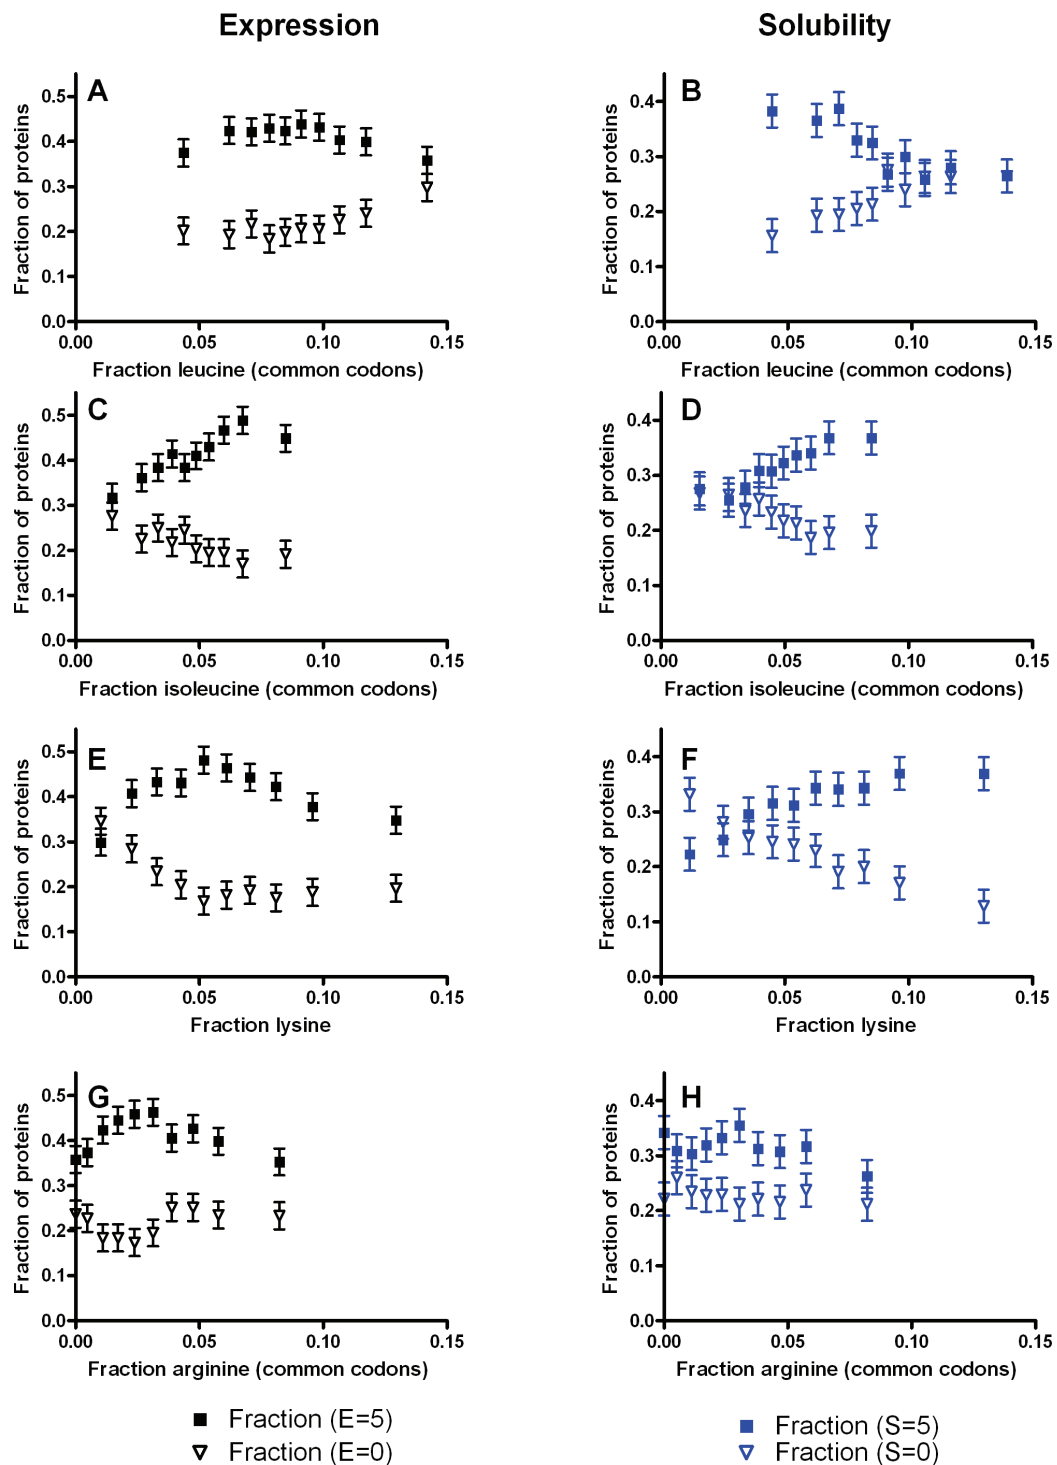 Expression
Solubility
A
Fraction of proteins
0.5
0.4
0.3
0.2
0.1
0.0
0.00 0.05 0.10 0.15
Fraction leucine (common codons)
B
Fraction of proteins
0.4
0.3
0.2
0.1
0.0
0.00 0.05 0.10 0.15
Fraction leucine (common codons)
C
Fraction of proteins
0.5
0.4
0.3
0.2
0.1
0.0
0.00 0.05 0.10 0.15
Fraction isoleucine (common codons)
D
Fraction of proteins
0.4
0.3
0.2
0.1
0.0
0.00 0.05 0.10 0.15
Fraction isoleucine (common codons)
E
Fraction of proteins
0.5
0.4
0.3
0.2
0.1
0.0
0.00 0.05 0.10 0.15
Fraction lysine
F
Fraction of proteins
0.4
0.3
0.2
0.1
0.0
0.00 0.05 0.10 0.15
Fraction lysine
G
Fraction of proteins
0.5
0.4
0.3
0.2
0.1
0.0
0.00 0.05 0.10 0.15
Fraction arginine (common codons)
H
Fraction of proteins
0.4
0.3
0.2
0.1
0.0
0.00 0.05 0.10 0.15
Fraction arginine (common codons)
Fraction (E=5)
Fraction (E=0)
Fraction (S=5)
Fraction (S=0)